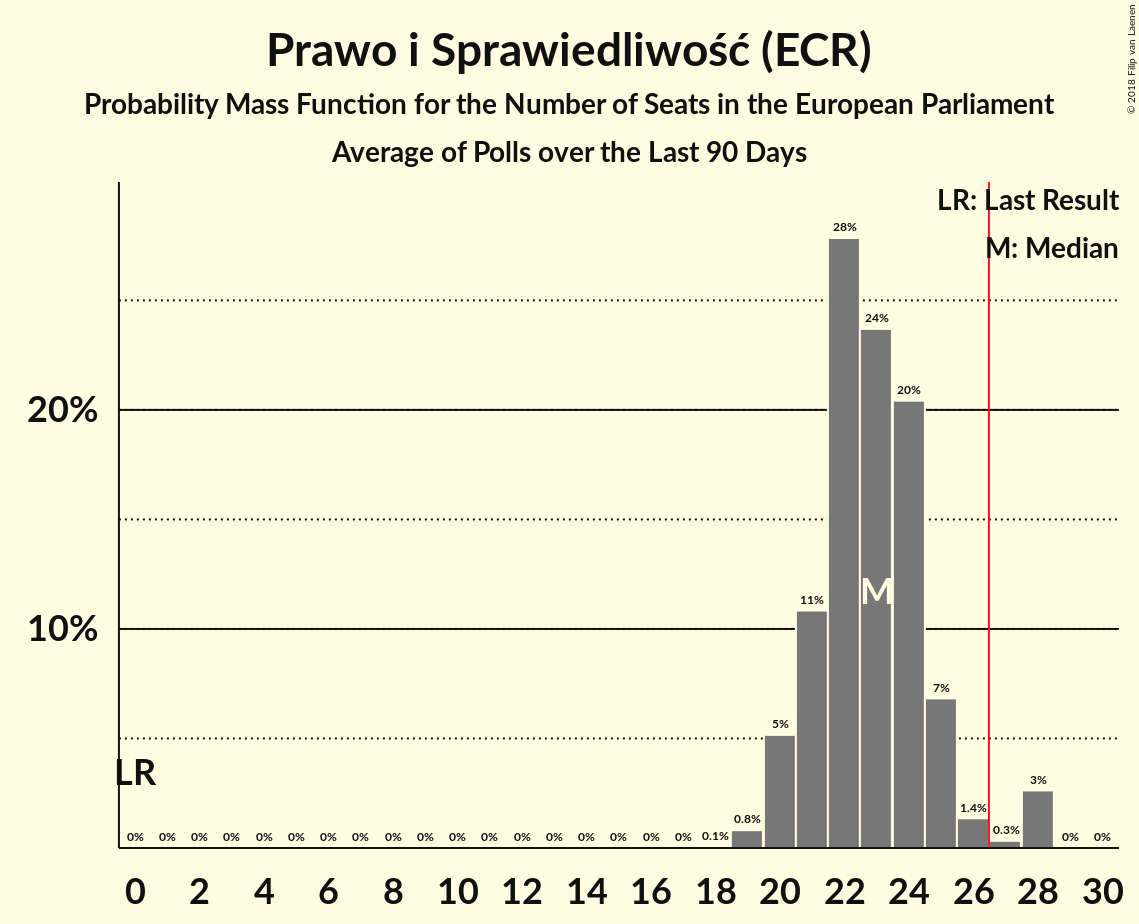 Prawo i Sprawiedliwość (ECR)
Probability Mass Function for the Number of Seats in the European Parliament
Average of Polls over the Last 90 Days
© 2018 Filip van Laenen
LR: Last Result
M: Median
28%
24%
20%
20%
M
11%
10%
7%
5%
LR
3%
0% 0% 0% 0% 0% 0% 0% 0% 0% 0% 0% 0% 0% 0% 0% 0% 0% 0% 0.1% 0.8% 1.4% 0.3% 0% 0%
0 2 4 6 8 10 12 14 16 18 20 22 24 26 28 30